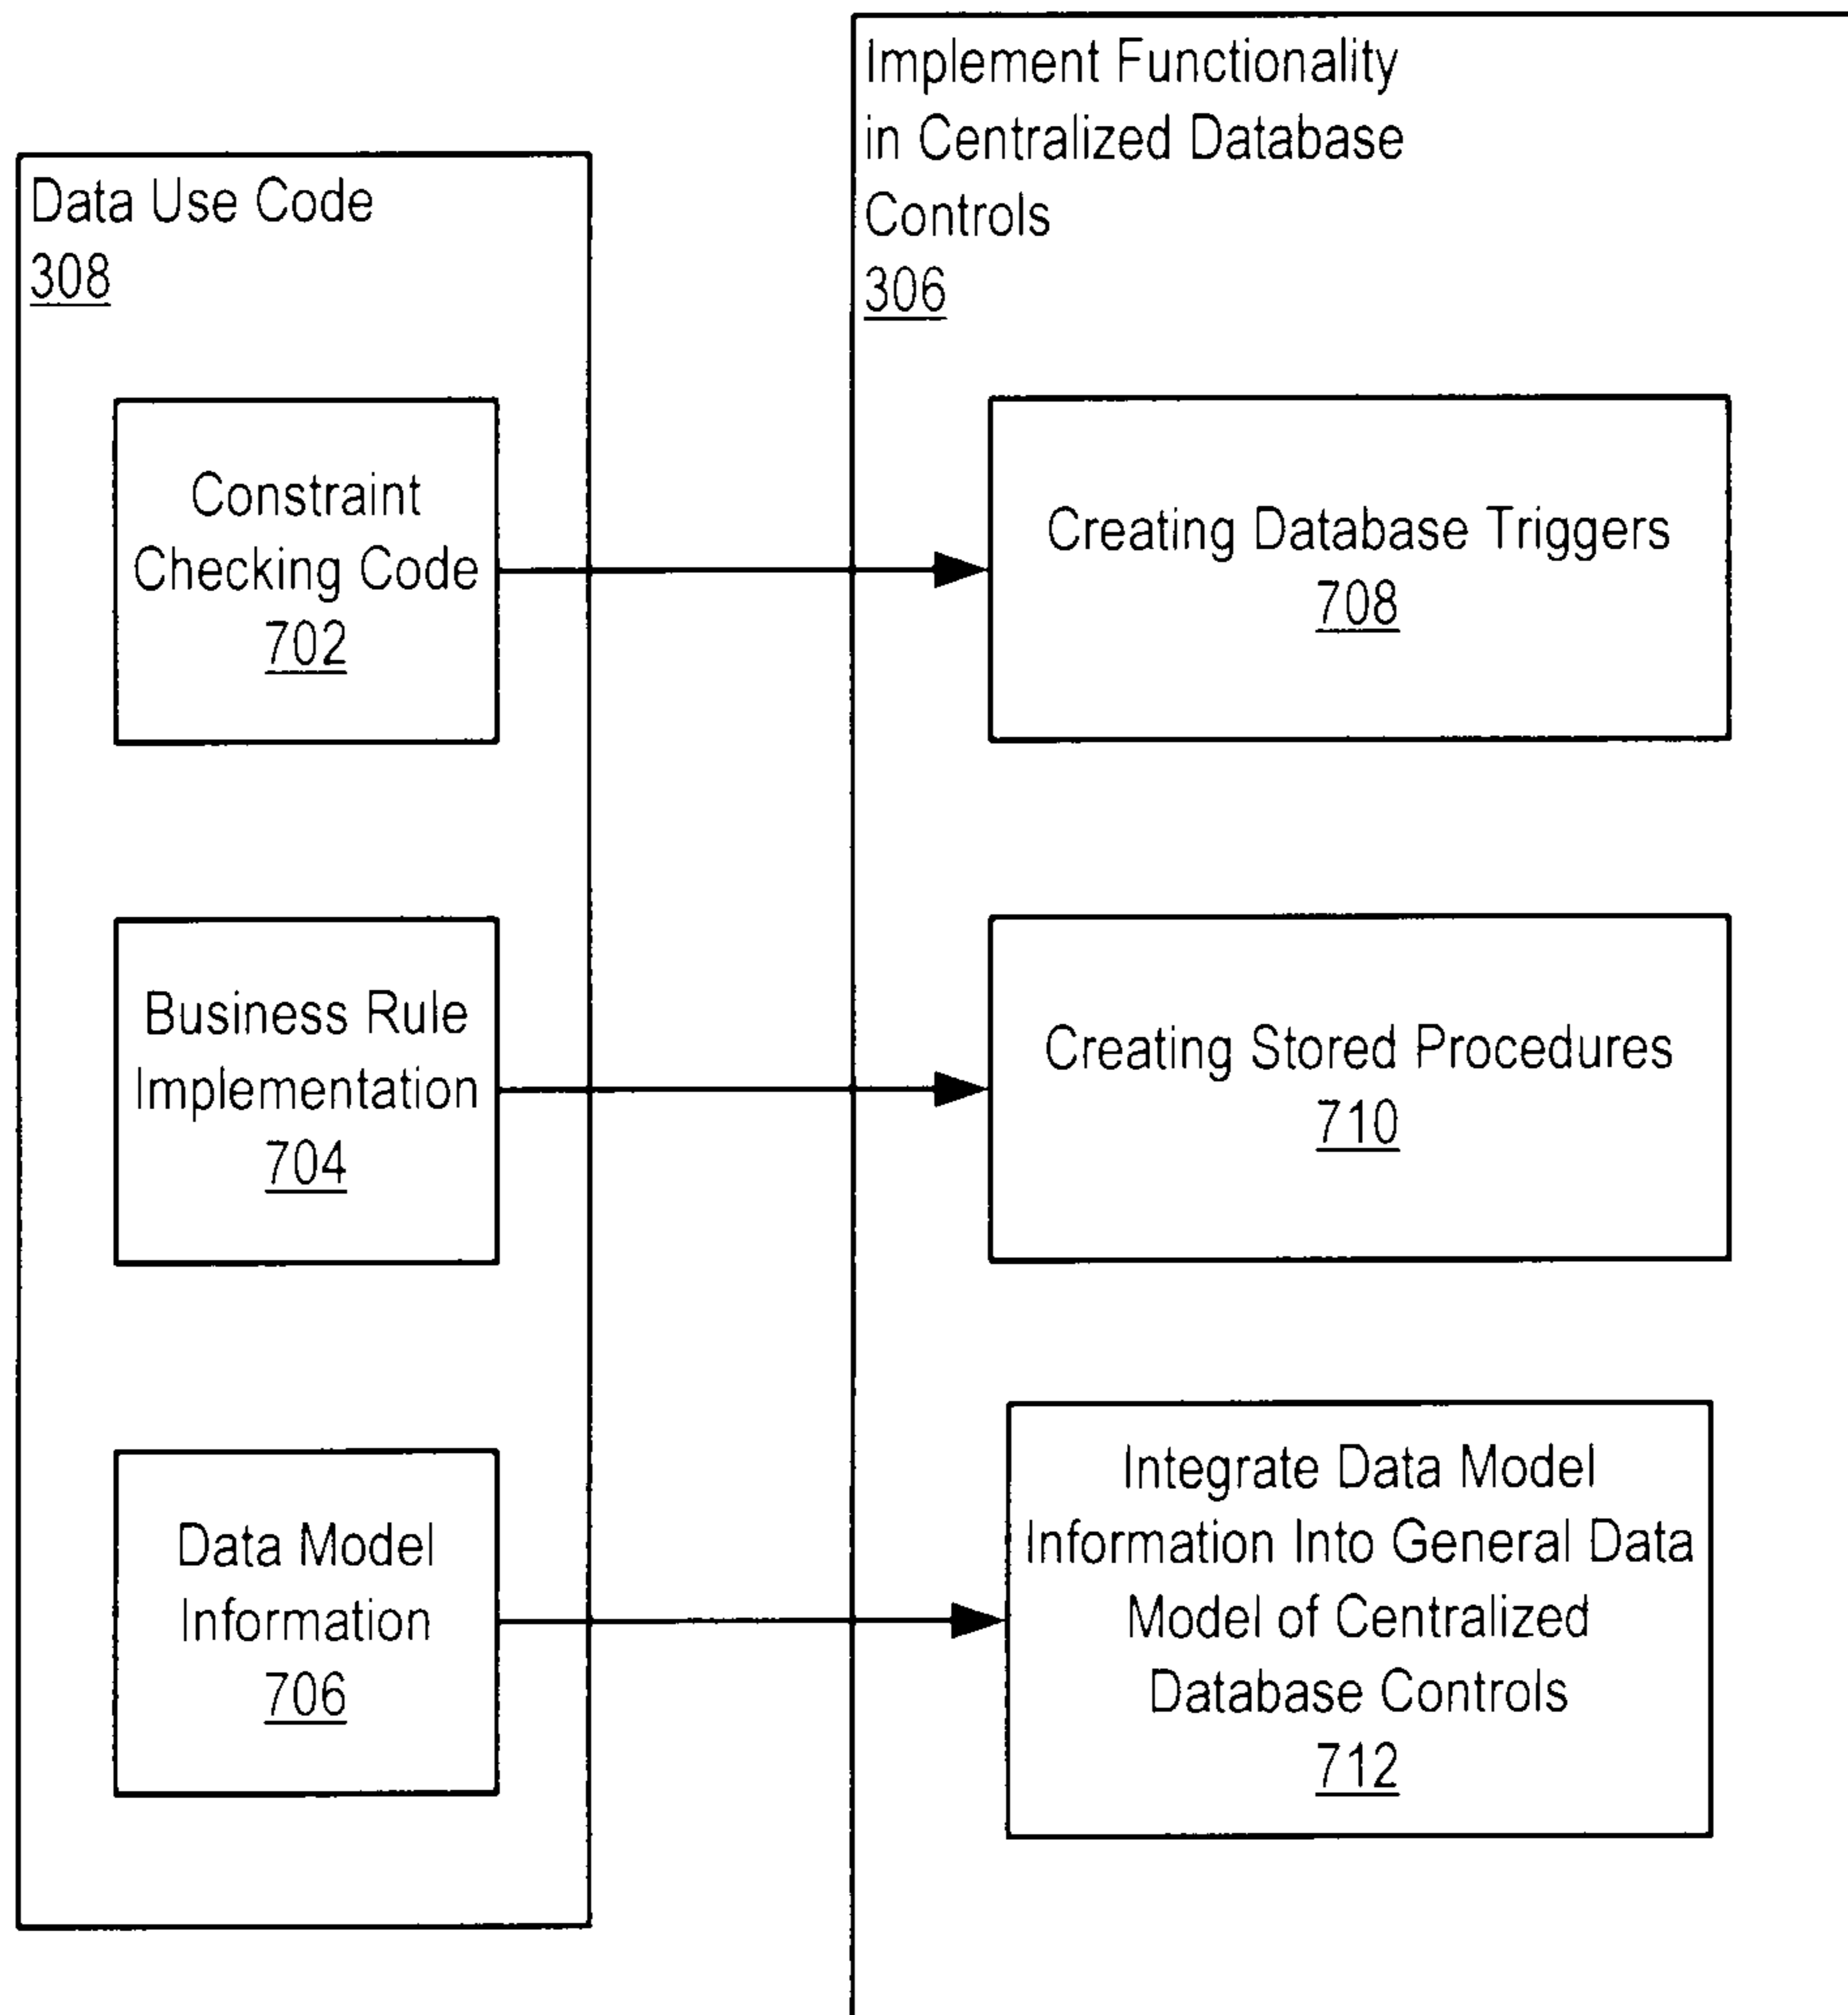 Data Use Code
308
Constraint
Checking Code
702
Business Rule
Implementation
704
Data Model
Information
706
Implement Functionality
in Centralized Database
Controls
306
Creating Database Triggers
708
Creating Stored Procedures
710
Integrate Data Model
Information Into General Data
Model of Centralized
Database Controls
712